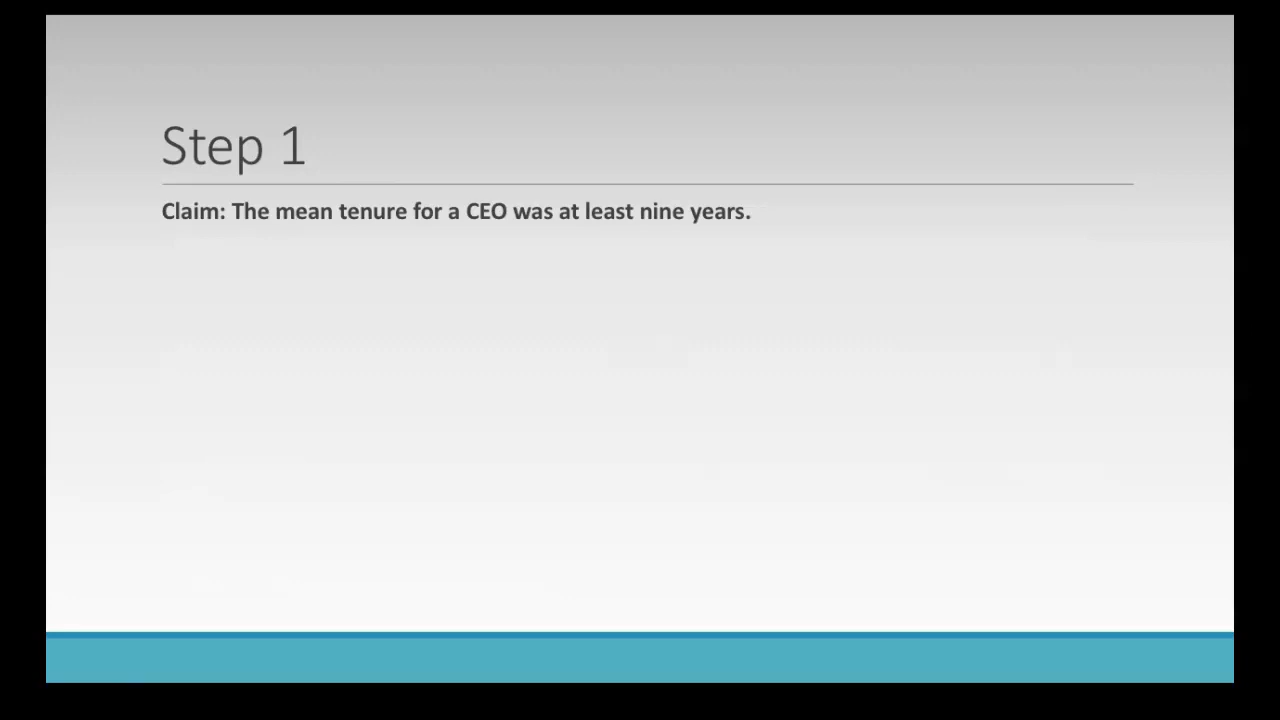 Step 1
Claim: The mean tenure for a CEO was at least nine years.